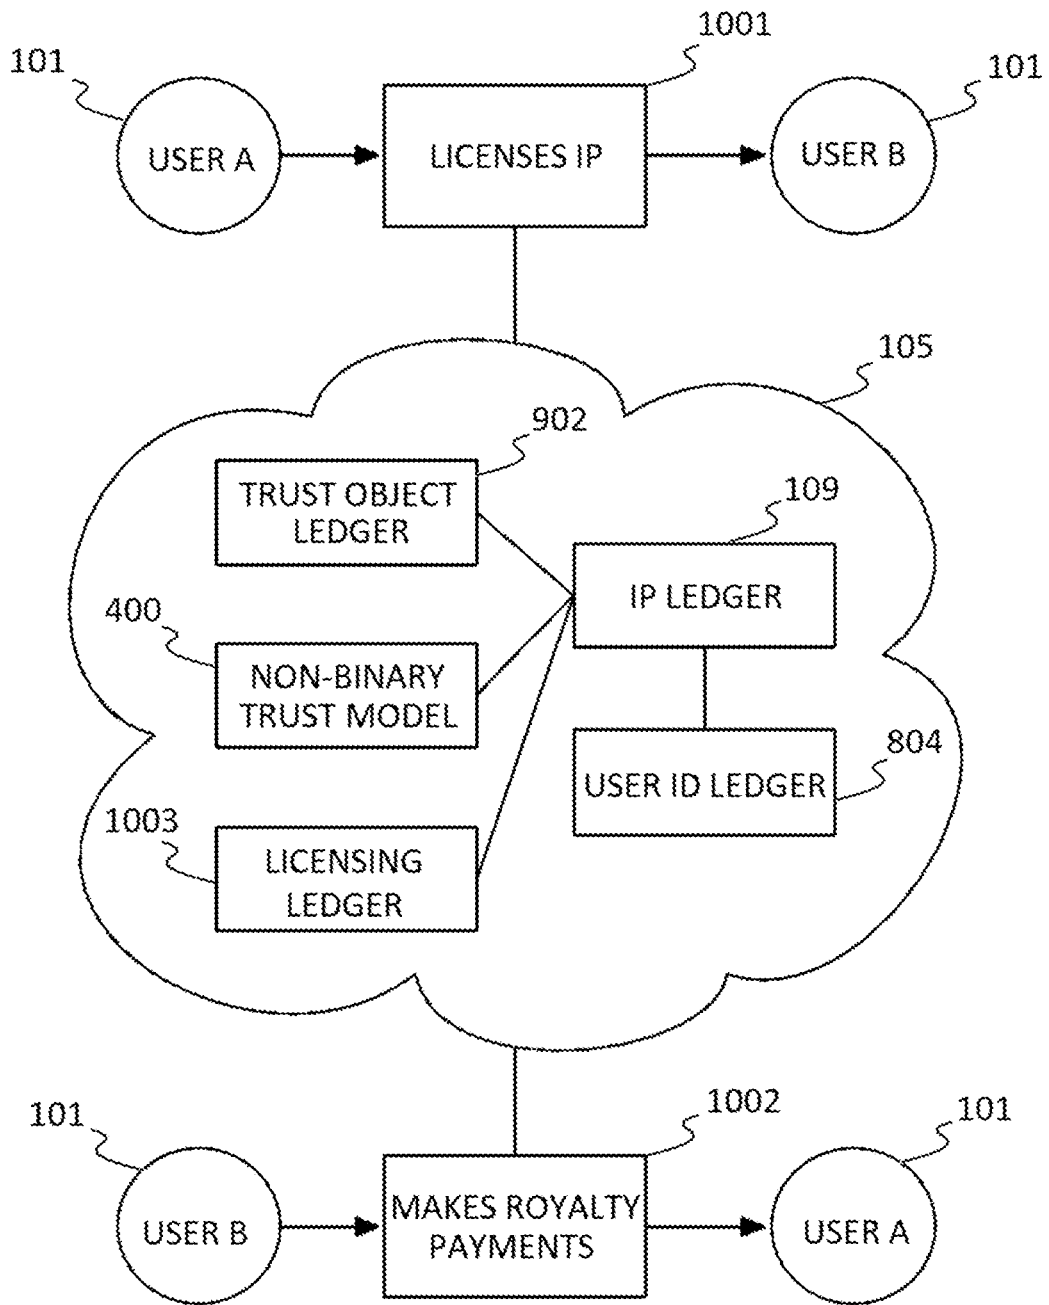 1001
101
101
USER A
LICENSES IP
USER B
105
902
TRUST OBJECT
LEDGER
109
IP LEDGER
400
NON-BINARY
TRUST MODEL
804
USER ID LEDGER
1003
LICENSING
LEDGER
101
1002
101
USER B
MAKES ROYALTY
PAYMENTS
USER A